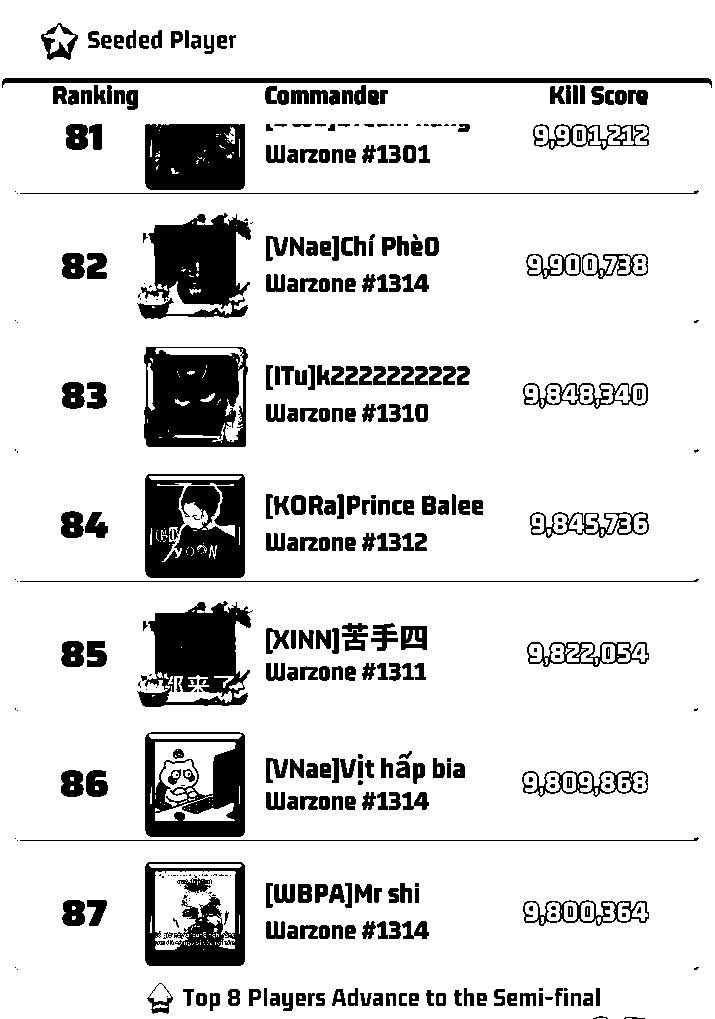 Seeded Player
Ranking Commander Kill Score
81 Warzone #1301 9,901,212
82 [VNae]Chí PhèO 9,900,738
Warzone #1314
83 [ITu]k2222222222 9,848,340
Warzone #1310
84 [KORa]Prince Balee 9,845,736
Warzone #1312
85 [XINN]苦手四 9,822,054
Warzone #1311
86 [VNae]Vịt hấp bia 9,809,868
Warzone #1314
87 [WBPA]Mr shi 9,800,364
Warzone #1314
Top 8 Players Advance to the Semi-final